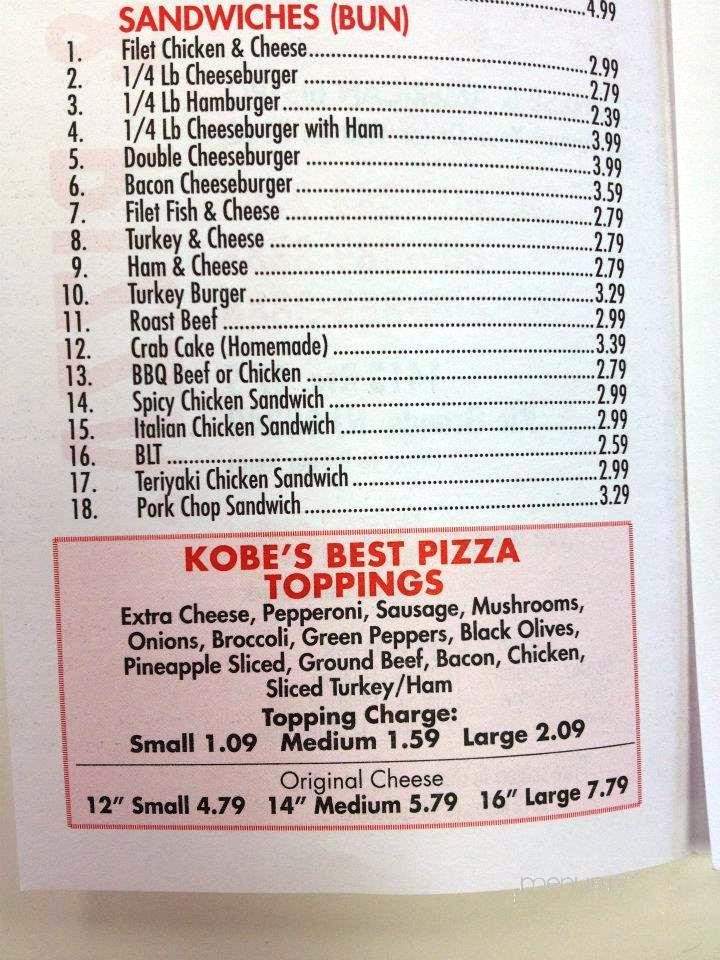 4.99
SANDWICHES (BUN)
1. Filet Chicken & Cheese 2.99
2. 1/4 Lb Cheeseburger 2.79
3. 1/4 Lb Hamburger 2.39
4. 1/4 Lb Cheeseburger with Ham 3.99
5. Double Cheeseburger 3.99
6. Bacon Cheeseburger 3.59
7. Filet Fish & Cheese 2.79
8. Turkey & Cheese 2.79
9. Ham & Cheese 2.79
10. Turkey Burger 3.29
11. Roast Beef 2.99
12. Crab Cake (Homemade) 3.39
13. BBQ Beef or Chicken 2.79
14. Spicy Chicken Sandwich 2.99
15. Italian Chicken Sandwich 2.99
16. BLT 2.59
17. Teriyaki Chicken Sandwich 2.99
18. Pork Chop Sandwich 3.29
KOBE'S BEST PIZZA
TOPPINGS
Extra Cheese, Pepperoni, Sausage, Mushrooms,
Onions, Broccoli, Green Peppers, Black Olives,
Pineapple Sliced, Ground Beef, Bacon, Chicken,
Sliced Turkey/Ham
Topping Charge:
Small 1.09 Medium 1.59 Large 2.09
Original Cheese
12" Small 4.79 14" Medium 5.79 16" Large 7.79